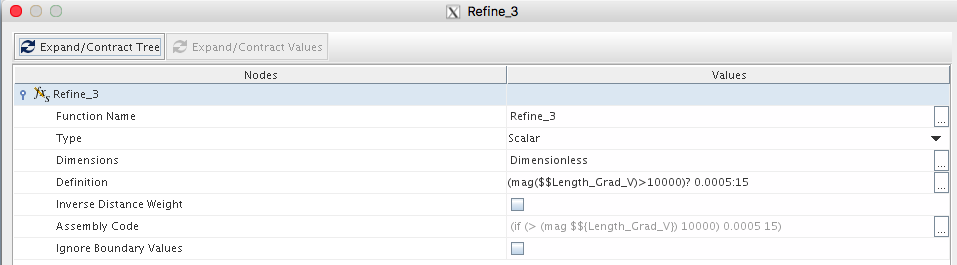 Refine_3
Expand/Contract Tree Expand/Contract Values
Nodes Values
Refine_3
Function Name Refine_3 ...
Type Scalar
Dimensions Dimensionless ...
Definition (mag($$Length_Grad_V)>10000)? 0.0005:15 ...
Inverse Distance Weight
Assembly Code (if (> (mag $${Length_Grad_V}) 10000) 0.0005 15) ...
Ignore Boundary Values